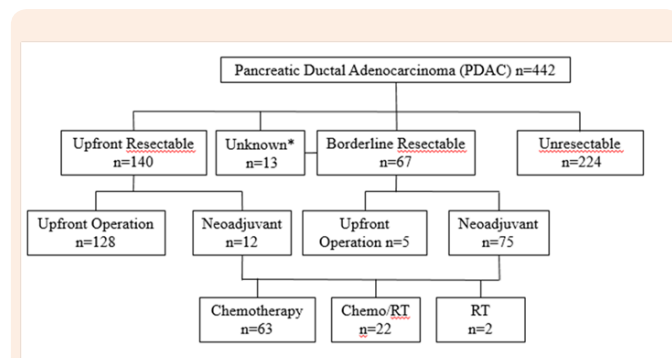 Pancreatic Ductal Adenocarcinoma (PDAC) n=442
Upfront Resectable
n=140
Unknown*
n=13
Borderline Resectable
n=67
Unresectable
n=224
Upfront Operation
n=128
Neoadjuvant
n=12
Upfront
Operation n=5
Neoadjuvant
n=75
Chemotherapy
n=63
Chemo/RT
n=22
RT
n=2